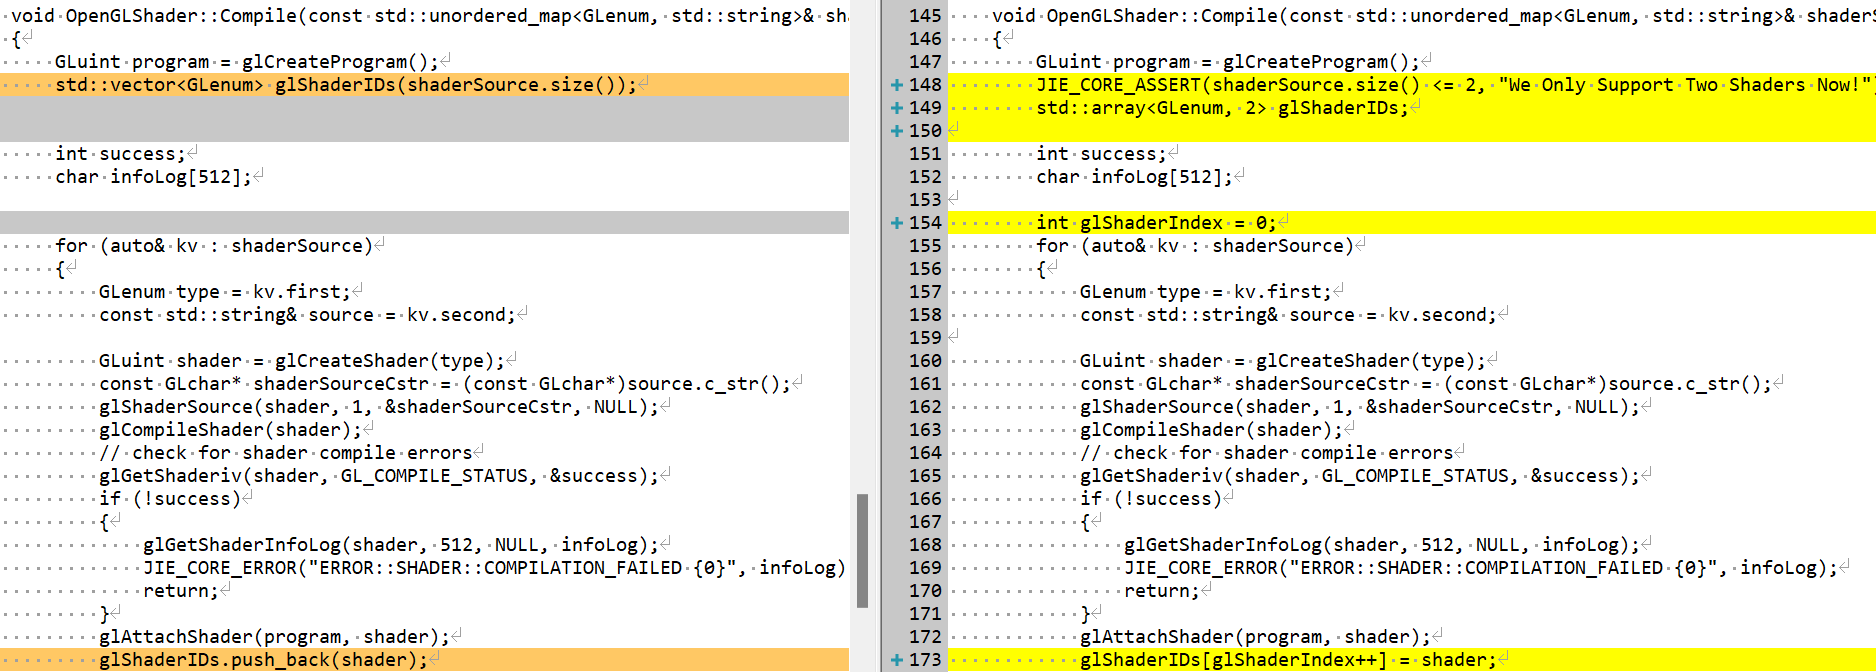 void OpenGLShader::Compile(const std::unordered_map<GLenum, std::string>& sh
{
GLuint program = glCreateProgram();
std::vector<GLenum> glShaderIDs(shaderSource.size());
int success;
char infoLog[512];
for (auto& kv : shaderSource)
{
GLenum type = kv.first;
const std::string& source = kv.second;
GLuint shader = glCreateShader(type);
const GLchar* shaderSourceCstr = (const GLchar*)source.c_str();
glShaderSource(shader, 1, &shaderSourceCstr, NULL);
glCompileShader(shader);
// check for shader compile errors
glGetShaderiv(shader, GL_COMPILE_STATUS, &success);
if (!success)
{
glGetShaderInfoLog(shader, 512, NULL, infoLog);
JIE_CORE_ERROR("ERROR::SHADER::COMPILATION_FAILED {0}", infoLog)
return;
}
glAttachShader(program, shader);
glShaderIDs.push_back(shader);
145 void OpenGLShader::Compile(const std::unordered_map<GLenum, std::string>& shader
146 {
147 GLuint program = glCreateProgram();
+ 148 JIE_CORE_ASSERT(shaderSource.size() <= 2, "We Only Support Two Shaders Now!")
+ 149 std::array<GLenum, 2> glShaderIDs;
+ 150
151 int success;
152 char infoLog[512];
153
+ 154 int glShaderIndex = 0;
155 for (auto& kv : shaderSource)
156 {
157 GLenum type = kv.first;
158 const std::string& source = kv.second;
159
160 GLuint shader = glCreateShader(type);
161 const GLchar* shaderSourceCstr = (const GLchar*)source.c_str();
162 glShaderSource(shader, 1, &shaderSourceCstr, NULL);
163 glCompileShader(shader);
164 // check for shader compile errors
165 glGetShaderiv(shader, GL_COMPILE_STATUS, &success);
166 if (!success)
167 {
168 glGetShaderInfoLog(shader, 512, NULL, infoLog);
169 JIE_CORE_ERROR("ERROR::SHADER::COMPILATION_FAILED {0}", infoLog);
170 return;
171 }
172 glAttachShader(program, shader);
+ 173 glShaderIDs[glShaderIndex++] = shader;